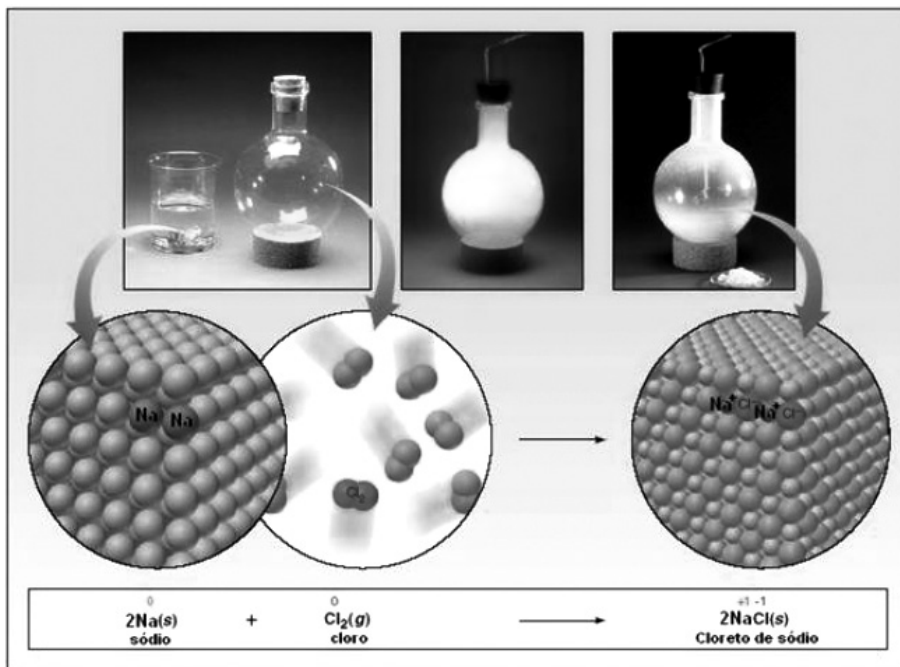 Na Na
Cl₂
Na⁺ Cl⁻ Na⁺ Cl⁻
0 0 +1 -1
2Na(s) + Cl₂(g) 2NaCl(s)
sódio cloro Cloreto de sódio